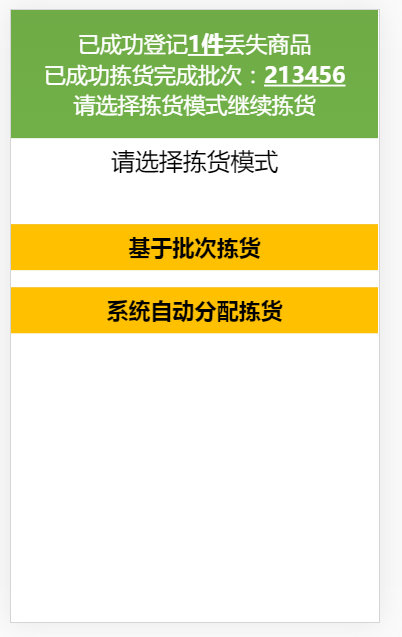 已成功登记1件丢失商品
已成功拣货完成批次：213456
请选择拣货模式继续拣货
请选择拣货模式
基于批次拣货
系统自动分配拣货